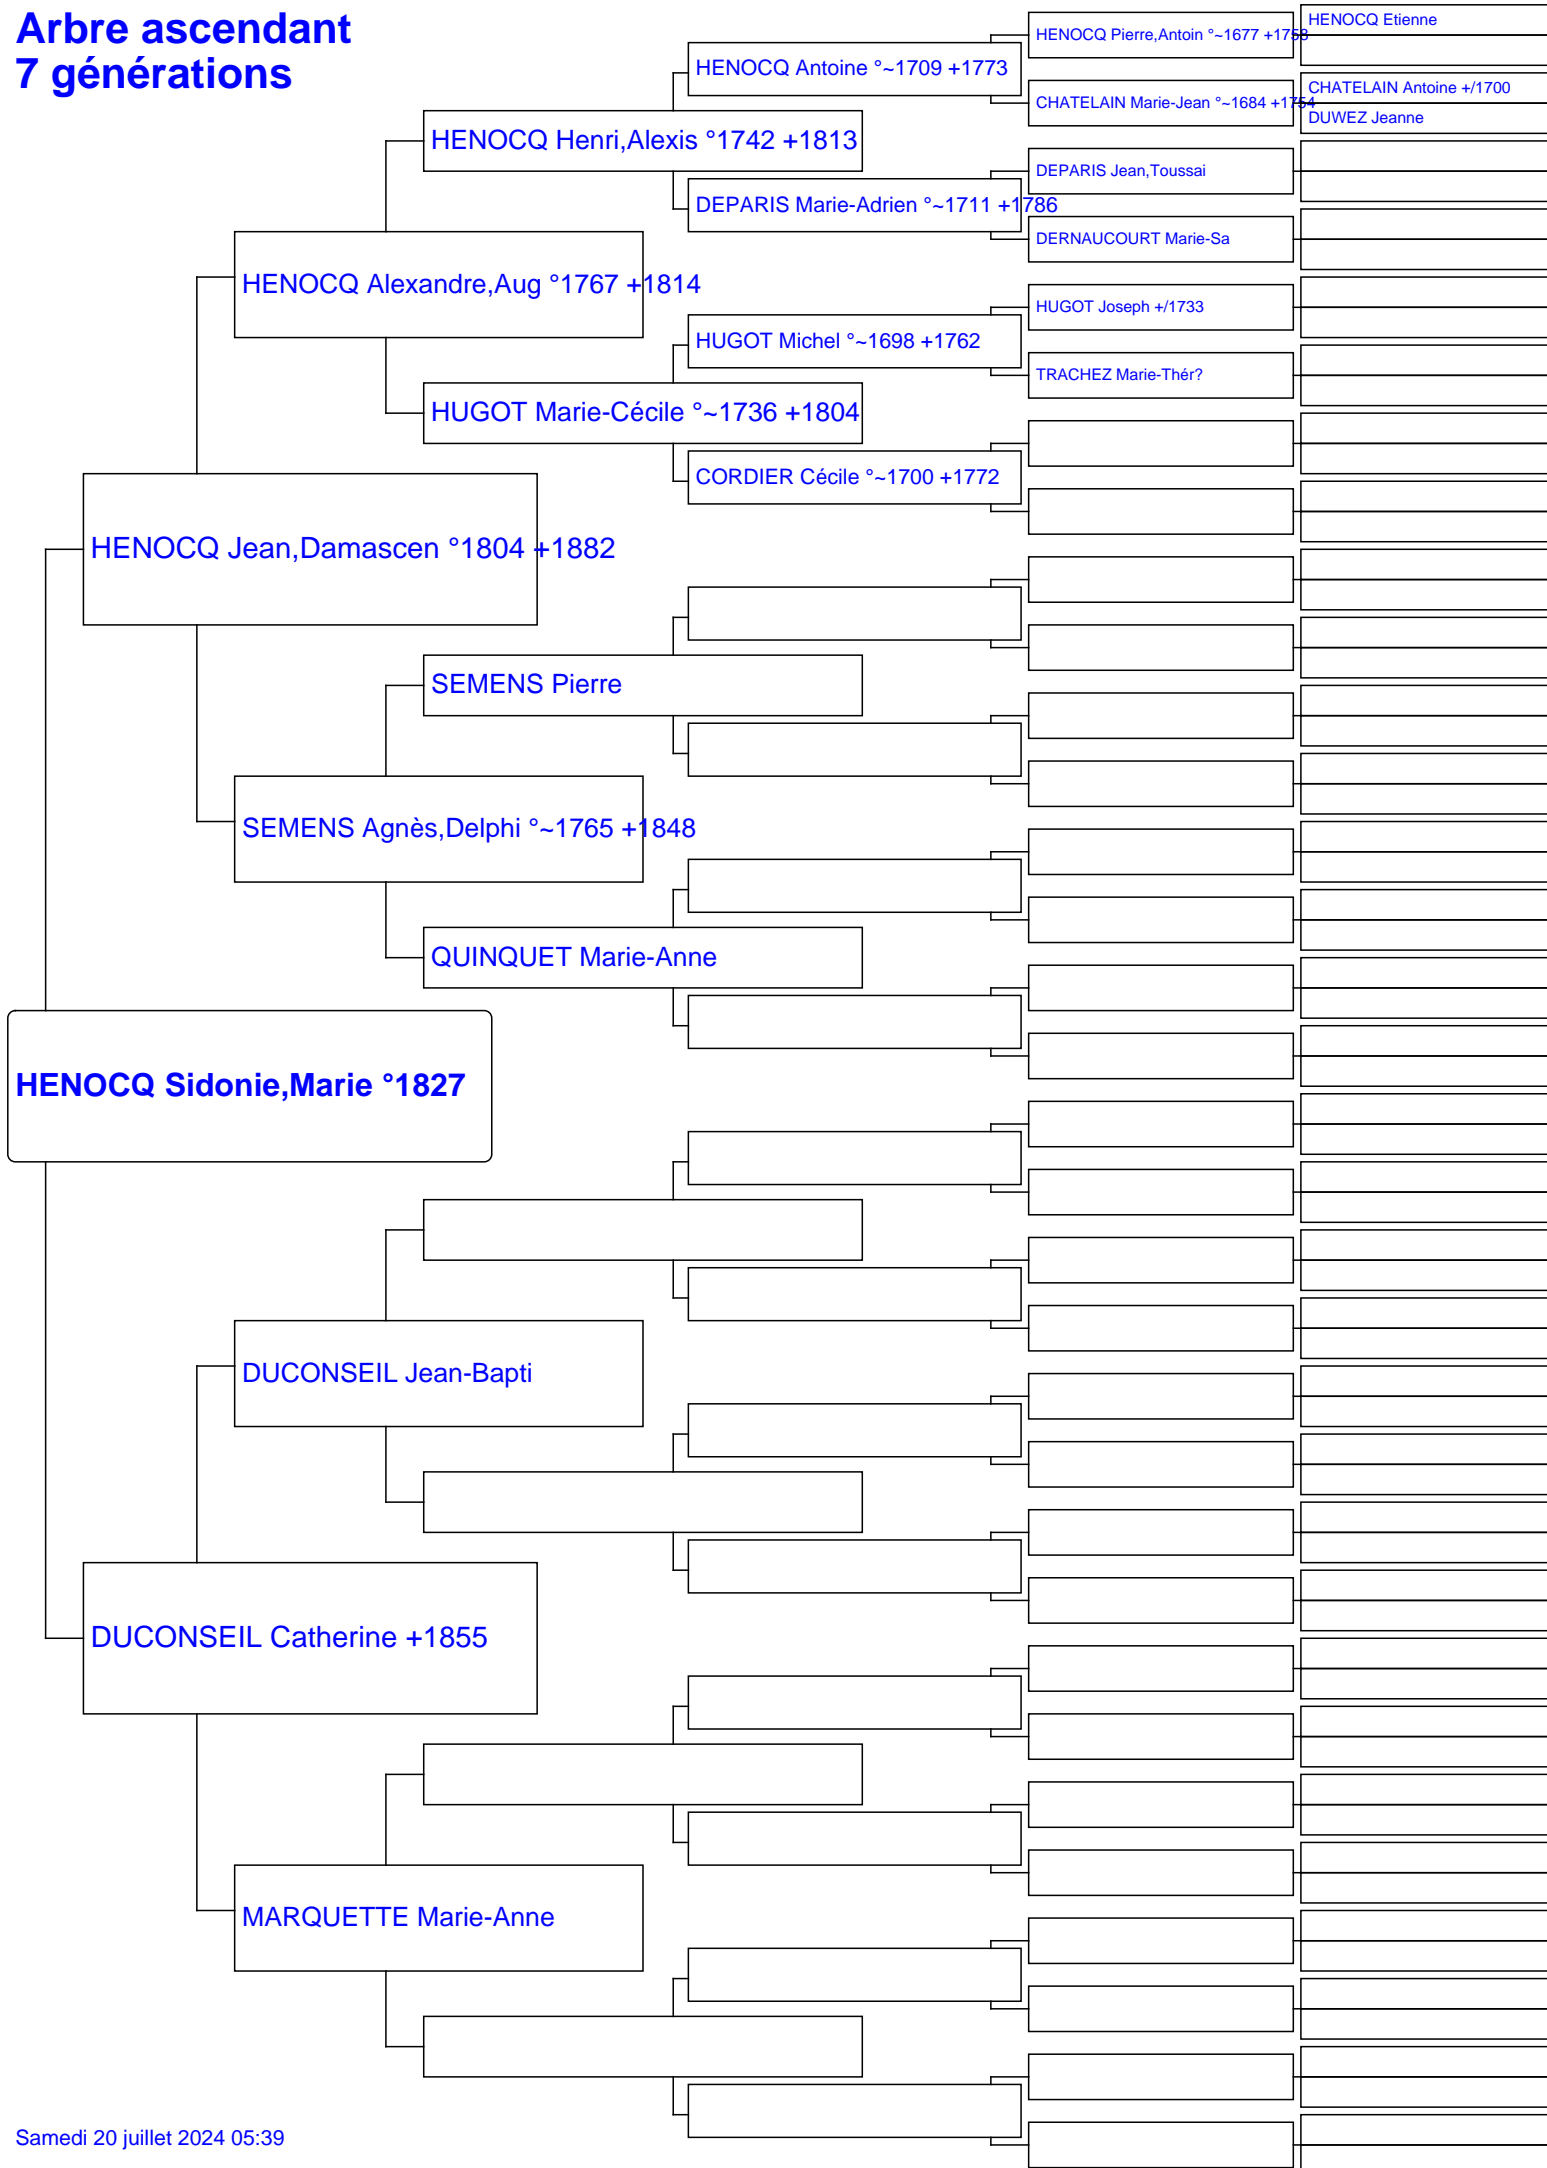 Arbre ascendant
7 générations
HENOCQ Etienne
HENOCQ Pierre,Antoin °~1677 +1758
HENOCQ Antoine °~1709 +1773
CHATELAIN Antoine +/1700
CHATELAIN Marie-Jean °~1684 +1754
DUWEZ Jeanne
HENOCQ Henri,Alexis °1742 +1813
DEPARIS Jean,Toussai
DEPARIS Marie-Adrien °~1711 +1786
DERNAUCOURT Marie-Sa
HENOCQ Alexandre,Aug °1767 +1814
HUGOT Joseph +/1733
HUGOT Michel °~1698 +1762
TRACHEZ Marie-Thér?
HUGOT Marie-Cécile °~1736 +1804
CORDIER Cécile °~1700 +1772
HENOCQ Jean,Damascen °1804 +1882
SEMENS Pierre
SEMENS Agnès,Delphi °~1765 +1848
QUINQUET Marie-Anne
HENOCQ Sidonie,Marie °1827
DUCONSEIL Jean-Bapti
DUCONSEIL Catherine +1855
MARQUETTE Marie-Anne
Samedi 20 juillet 2024 05:39